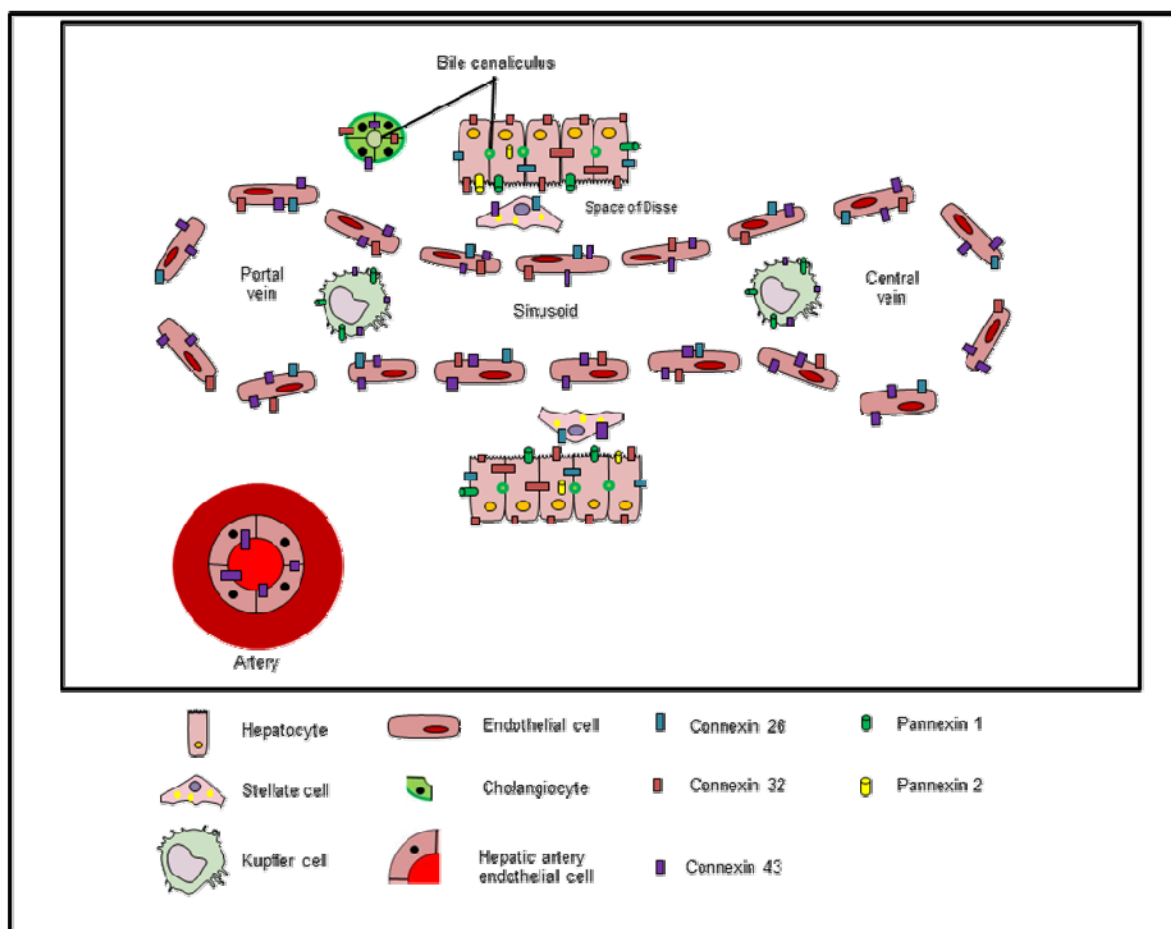 Bile canaliculus
Space of Disse
Portal
vein
Sinusoid
Central
vein
Artery
Hepatocyte
Endothelial cell
Connexin 26
Pannexin 1
Stellate cell
Cholangiocyte
Connexin 32
Pannexin 2
Kupffer cell
Hepatic artery
endothelial cell
Connexin 43